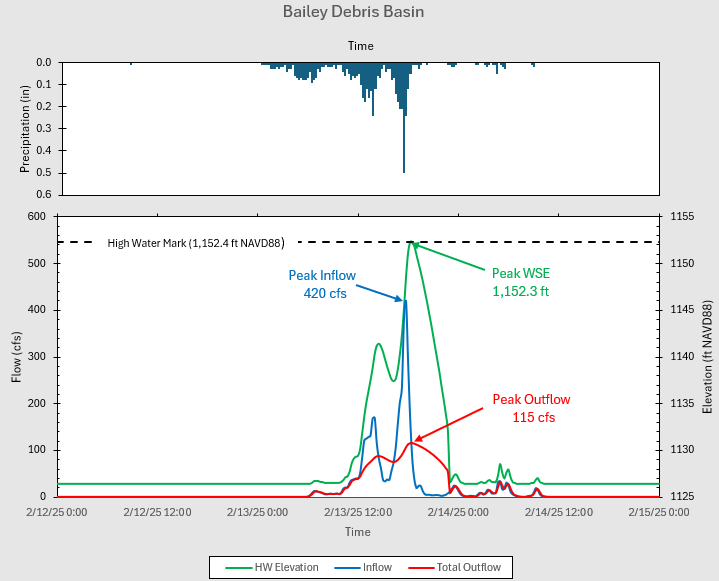 Bailey Debris Basin
Time
0.0
0.1
0.2
0.3
0.4
0.5
0.6
Precipitation (in)
600
500
400
300
200
100
0
Flow (cfs)
1155
1150
1145
1140
1135
1130
1125
Elevation (ft NAVD88)
High Water Mark (1,152.4 ft NAVD88)
Peak Inflow
420 cfs
Peak WSE
1,152.3 ft
Peak Outflow
115 cfs
2/12/25 0:00 2/12/25 12:00 2/13/25 0:00 2/13/25 12:00 2/14/25 0:00 2/14/25 12:00 2/15/25 0:00
Time
HW Elevation Inflow Total Outflow